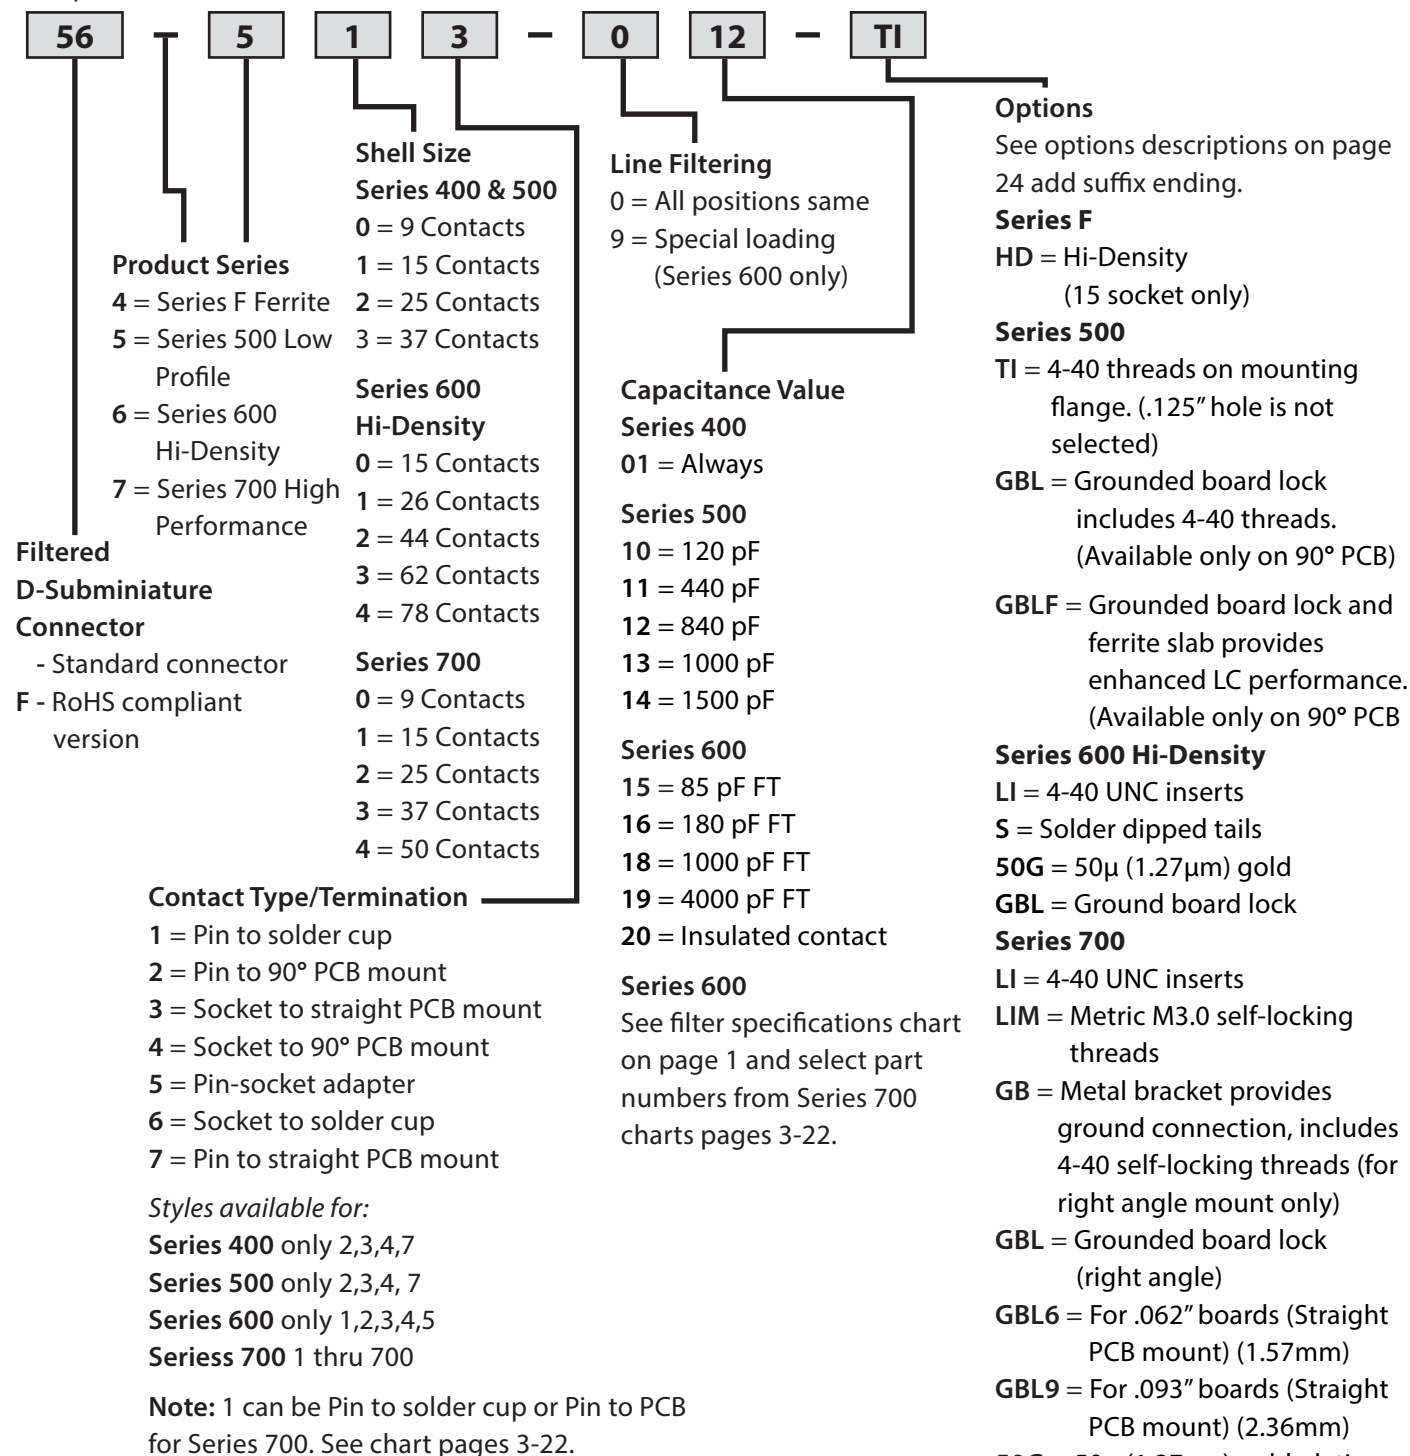 56 – 5 1 3 – 0 12 – TI
Filtered
D-Subminiature
Connector
- Standard connector
F - RoHS compliant
version
Product Series
4 = Series F Ferrite
5 = Series 500 Low
Profile
6 = Series 600
Hi-Density
7 = Series 700 High
Performance
Shell Size
Series 400 & 500
0 = 9 Contacts
1 = 15 Contacts
2 = 25 Contacts
3 = 37 Contacts
Series 600
Hi-Density
0 = 15 Contacts
1 = 26 Contacts
2 = 44 Contacts
3 = 62 Contacts
4 = 78 Contacts
Series 700
0 = 9 Contacts
1 = 15 Contacts
2 = 25 Contacts
3 = 37 Contacts
4 = 50 Contacts
Contact Type/Termination
1 = Pin to solder cup
2 = Pin to 90° PCB mount
3 = Socket to straight PCB mount
4 = Socket to 90° PCB mount
5 = Pin-socket adapter
6 = Socket to solder cup
7 = Pin to straight PCB mount
Styles available for:
Series 400 only 2,3,4,7
Series 500 only 2,3,4, 7
Series 600 only 1,2,3,4,5
Seriess 700 1 thru 700
Note: 1 can be Pin to solder cup or Pin to PCB
for Series 700. See chart pages 3-22.
Line Filtering
0 = All positions same
9 = Special loading
(Series 600 only)
Capacitance Value
Series 400
01 = Always
Series 500
10 = 120 pF
11 = 440 pF
12 = 840 pF
13 = 1000 pF
14 = 1500 pF
Series 600
15 = 85 pF FT
16 = 180 pF FT
18 = 1000 pF FT
19 = 4000 pF FT
20 = Insulated contact
Series 600
See filter specifications chart
on page 1 and select part
numbers from Series 700
charts pages 3-22.
Options
See options descriptions on page
24 add suffix ending.
Series F
HD = Hi-Density
(15 socket only)
Series 500
TI = 4-40 threads on mounting
flange. (.125" hole is not
selected)
GBL = Grounded board lock
includes 4-40 threads.
(Available only on 90° PCB)
GBLF = Grounded board lock and
ferrite slab provides
enhanced LC performance.
(Available only on 90° PCB
Series 600 Hi-Density
LI = 4-40 UNC inserts
S = Solder dipped tails
50G = 50µ (1.27µm) gold
GBL = Ground board lock
Series 700
LI = 4-40 UNC inserts
LIM = Metric M3.0 self-locking
threads
GB = Metal bracket provides
ground connection, includes
4-40 self-locking threads (for
right angle mount only)
GBL = Grounded board lock
(right angle)
GBL6 = For .062" boards (Straight
PCB mount) (1.57mm)
GBL9 = For .093" boards (Straight
PCB mount) (2.36mm)